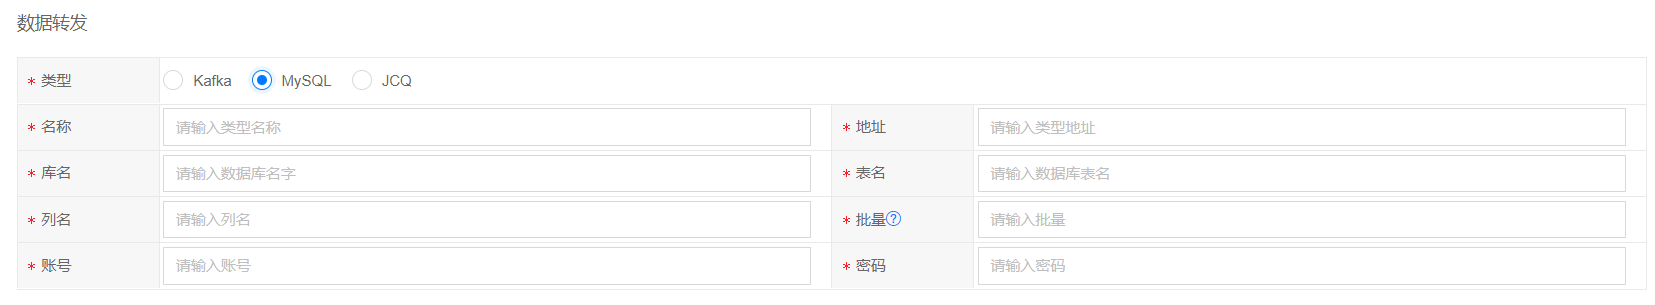 数据转发
* 类型 Kafka MySQL JCQ
* 名称 请输入类型名称 * 地址 请输入类型地址
* 库名 请输入数据库名字 * 表名 请输入数据库表名
* 列名 请输入列名 * 批量? 请输入批量
* 账号 请输入账号 * 密码 请输入密码